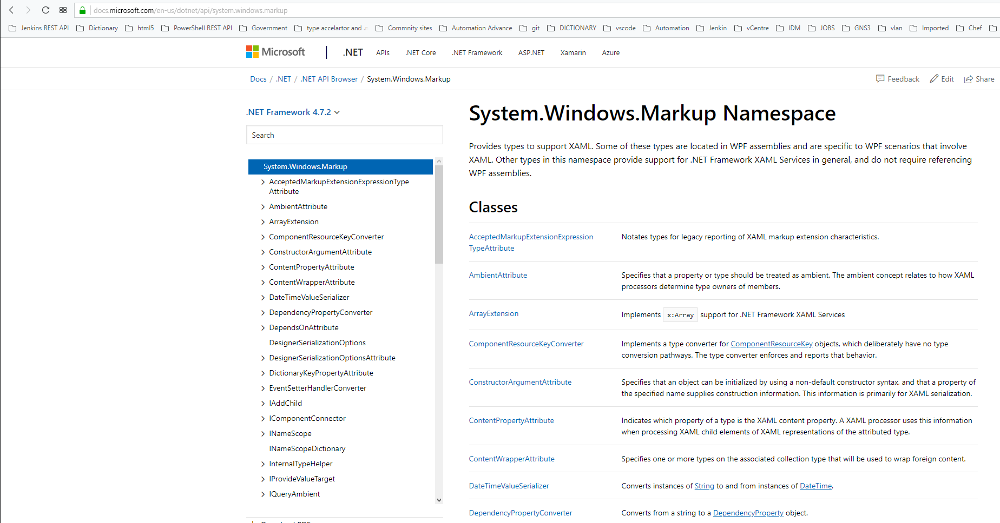 docs.microsoft.com/en-us/dotnet/api/system.windows.markup
Jenkins REST API Dictionary html5 PowerShell REST API Government type accelartor and .n Commnity sites Automation Advance git DICTIONARY vscode Automation Jenkin vCentre IDM JOBS GNS3 vlan Imported Chef
Microsoft | .NET APIs .NET Core .NET Framework ASP.NET Xamarin Azure
Docs / .NET / .NET API Browser / System.Windows.Markup Feedback Edit Share
.NET Framework 4.7.2
Search
System.Windows.Markup
AcceptedMarkupExtensionExpressionType
Attribute
AmbientAttribute
ArrayExtension
ComponentResourceKeyConverter
ConstructorArgumentAttribute
ContentPropertyAttribute
ContentWrapperAttribute
DateTimeValueSerializer
DependencyPropertyConverter
DependsOnAttribute
DesignerSerializationOptions
DesignerSerializationOptionsAttribute
DictionaryKeyPropertyAttribute
EventSetterHandlerConverter
IAddChild
IComponentConnector
INameScope
INameScopeDictionary
InternalTypeHelper
IProvideValueTarget
IQueryAmbient
Download PDF
System.Windows.Markup Namespace
Provides types to support XAML. Some of these types are located in WPF assemblies and are specific to WPF scenarios that involve
XAML. Other types in this namespace provide support for .NET Framework XAML Services in general, and do not require referencing
WPF assemblies.
Classes
AcceptedMarkupExtensionExpression
TypeAttribute
Notates types for legacy reporting of XAML markup extension characteristics.
AmbientAttribute
Specifies that a property or type should be treated as ambient. The ambient concept relates to how XAML
processors determine type owners of members.
ArrayExtension
Implements x:Array support for .NET Framework XAML Services
ComponentResourceKeyConverter
Implements a type converter for ComponentResourceKey objects, which deliberately have no type
conversion pathways. The type converter enforces and reports that behavior.
ConstructorArgumentAttribute
Specifies that an object can be initialized by using a non-default constructor syntax, and that a property of
the specified name supplies construction information. This information is primarily for XAML serialization.
ContentPropertyAttribute
Indicates which property of a type is the XAML content property. A XAML processor uses this information
when processing XAML child elements of XAML representations of the attributed type.
ContentWrapperAttribute
Specifies one or more types on the associated collection type that will be used to wrap foreign content.
DateTimeValueSerializer
Converts instances of String to and from instances of DateTime.
DependencyPropertyConverter
Converts from a string to a DependencyProperty object.